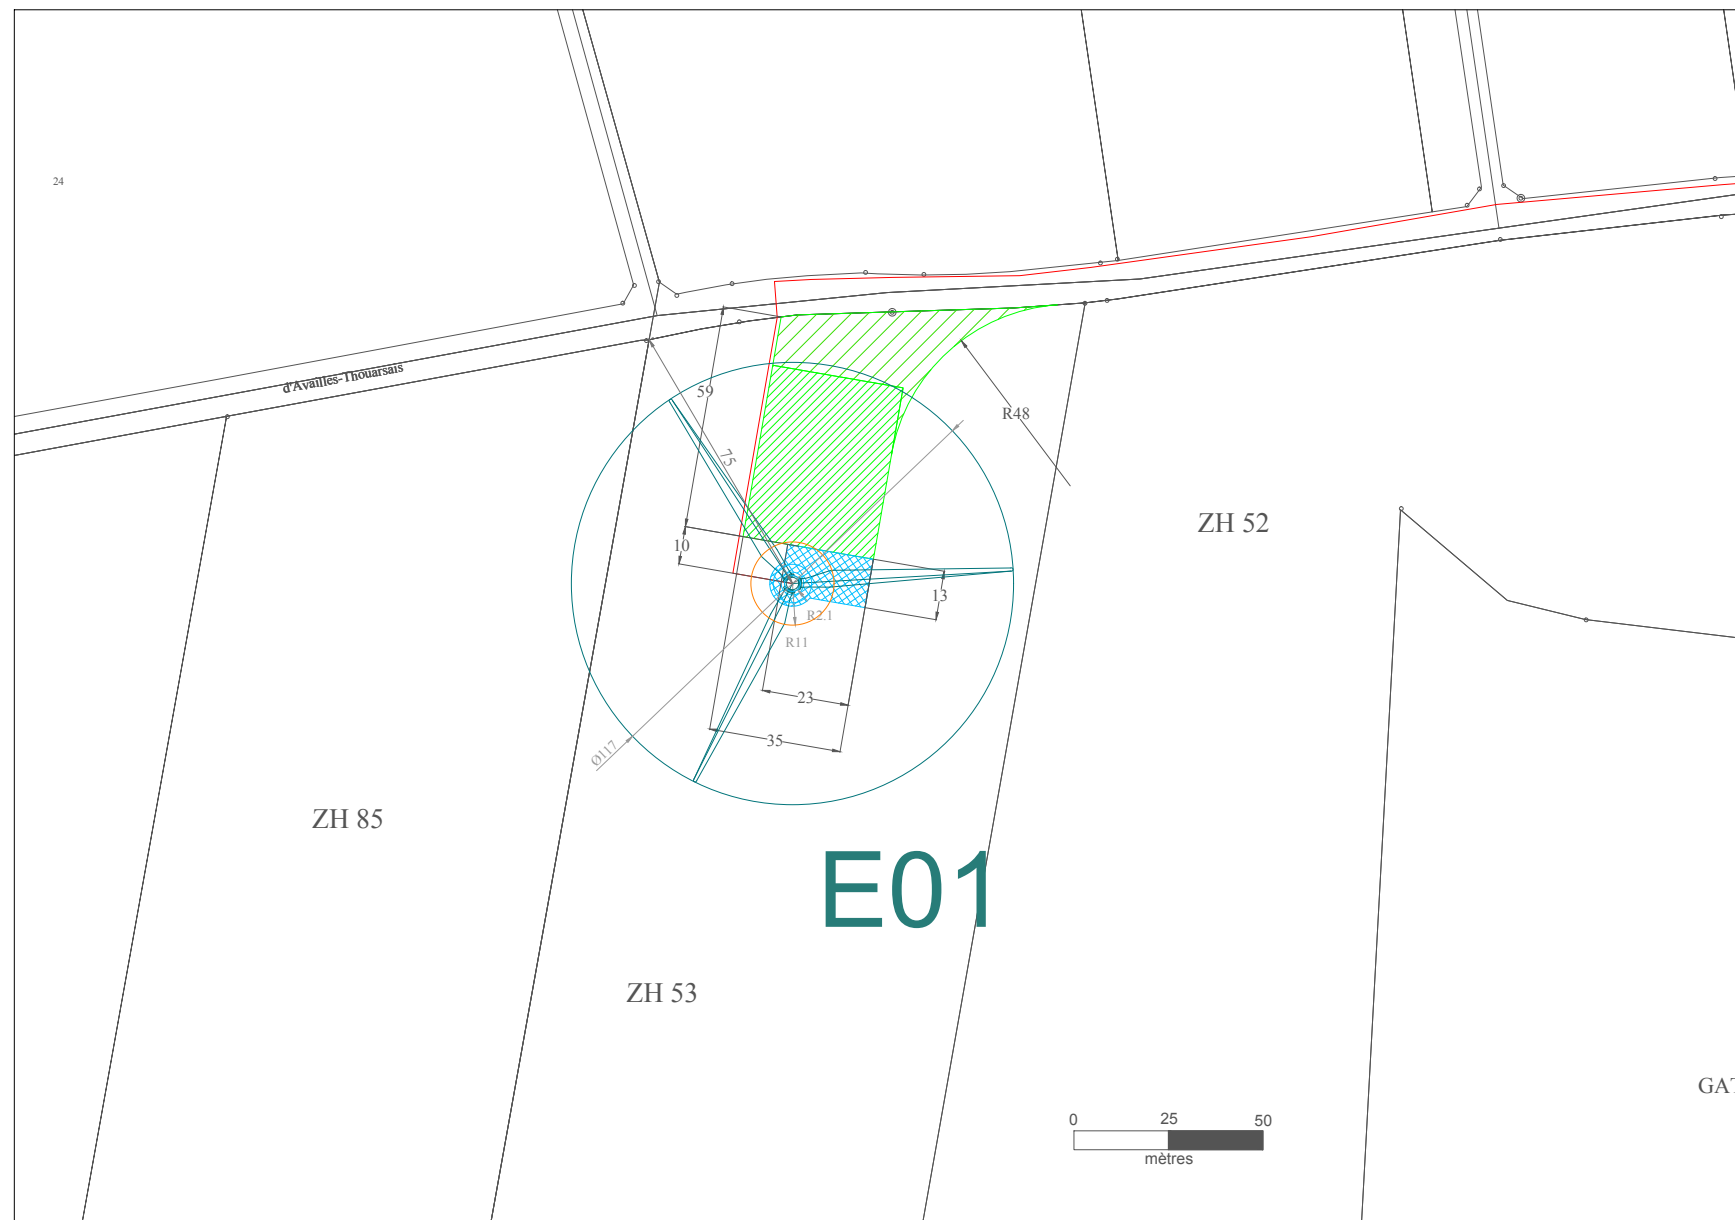 24
d'Availles-Thouarsais
59
75
R48
ZH 52
10
13
R2.1
R11
23
35
Ø117
ZH 85
E01
ZH 53
GAT
0 25 50
mètres